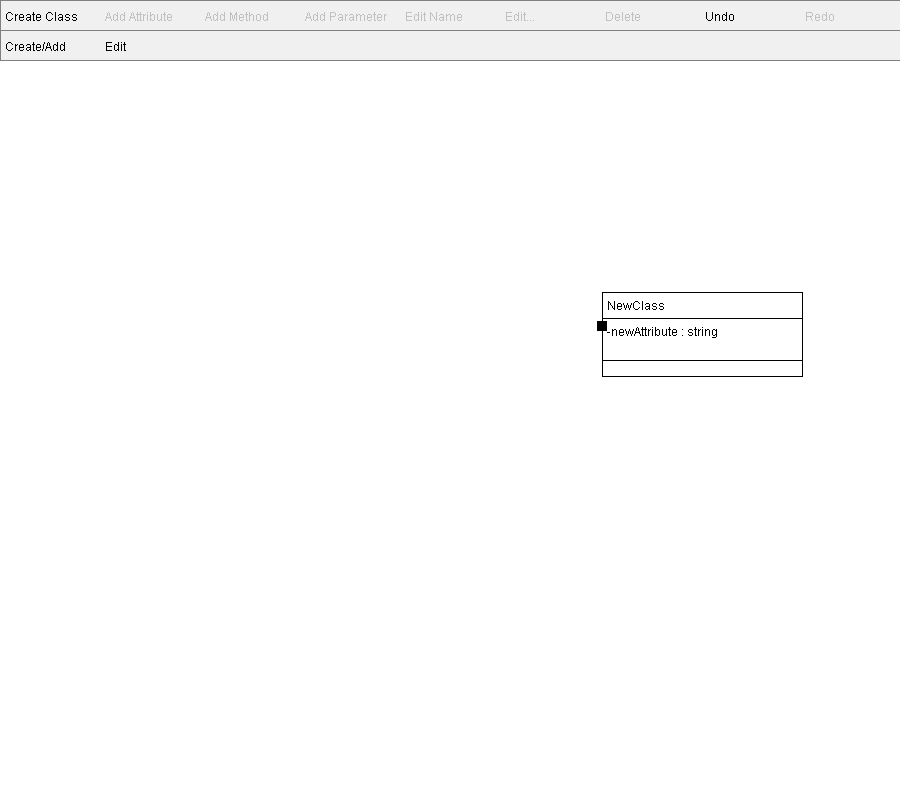 Create Class Add Attribute Add Method Add Parameter Edit Name Edit... Delete Undo Redo
Create/Add Edit
NewClass
-newAttribute : string